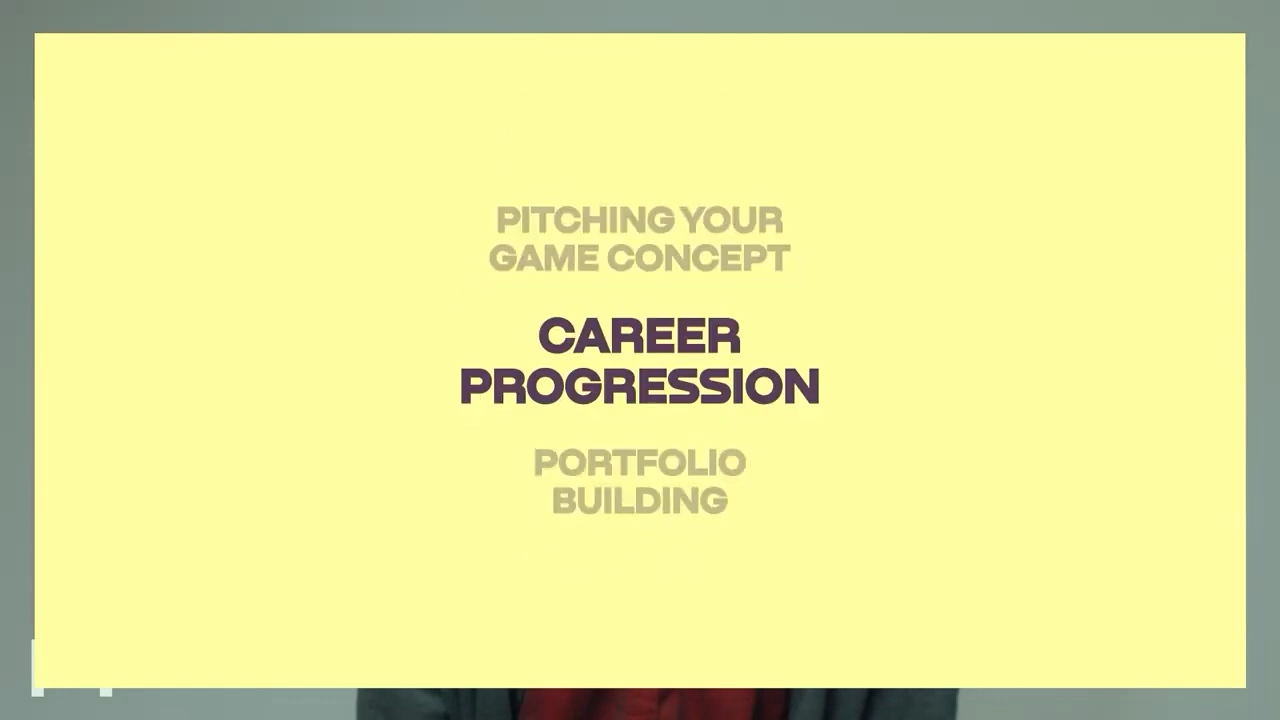 PITCHING YOUR
GAME CONCEPT
CAREER
PROGRESSION
PORTFOLIO
BUILDING